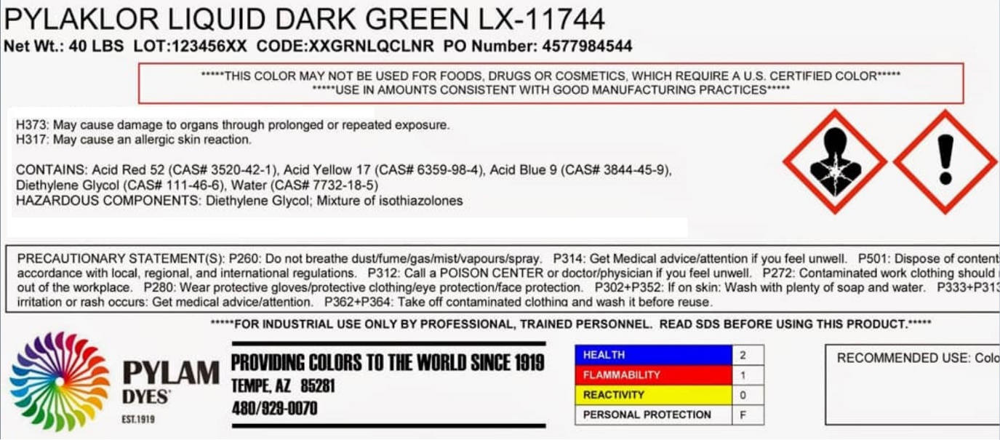 PYLAKLOR LIQUID DARK GREEN LX-11744
Net Wt.: 40 LBS LOT:123456XX CODE:XXGRNLQCLNR PO Number: 4577984544
*****THIS COLOR MAY NOT BE USED FOR FOODS, DRUGS OR COSMETICS, WHICH REQUIRE A U.S. CERTIFIED COLOR*****
*****USE IN AMOUNTS CONSISTENT WITH GOOD MANUFACTURING PRACTICES*****
H373: May cause damage to organs through prolonged or repeated exposure.
H317: May cause an allergic skin reaction.
CONTAINS: Acid Red 52 (CAS# 3520-42-1), Acid Yellow 17 (CAS# 6359-98-4), Acid Blue 9 (CAS# 3844-45-9),
Diethylene Glycol (CAS# 111-46-6), Water (CAS# 7732-18-5)
HAZARDOUS COMPONENTS: Diethylene Glycol; Mixture of isothiazolones
PRECAUTIONARY STATEMENT(S): P260: Do not breathe dust/fume/gas/mist/vapours/spray. P314: Get Medical advice/attention if you feel unwell. P501: Dispose of content
accordance with local, regional, and international regulations. P312: Call a POISON CENTER or doctor/physician if you feel unwell. P272: Contaminated work clothing should
out of the workplace. P280: Wear protective gloves/protective clothing/eye protection/face protection. P302+P352: If on skin: Wash with plenty of soap and water. P333+P313
irritation or rash occurs: Get medical advice/attention. P362+P364: Take off contaminated clothing and wash it before reuse.
*****FOR INDUSTRIAL USE ONLY BY PROFESSIONAL, TRAINED PERSONNEL. READ SDS BEFORE USING THIS PRODUCT.*****
PYLAM
DYES
EST.1919
PROVIDING COLORS TO THE WORLD SINCE 1919
TEMPE, AZ 85281
480/929-0070
HEALTH 2
FLAMMABILITY 1
REACTIVITY 0
PERSONAL PROTECTION F
RECOMMENDED USE: Colo